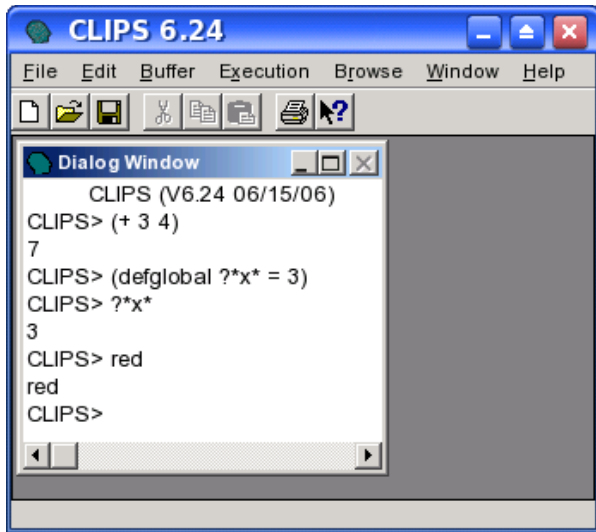 CLIPS 6.24
File Edit Buffer Execution Browse Window Help
Dialog Window
CLIPS (V6.24 06/15/06)
CLIPS> (+ 3 4)
7
CLIPS> (defglobal ?*x* = 3)
CLIPS> ?*x*
3
CLIPS> red
red
CLIPS>